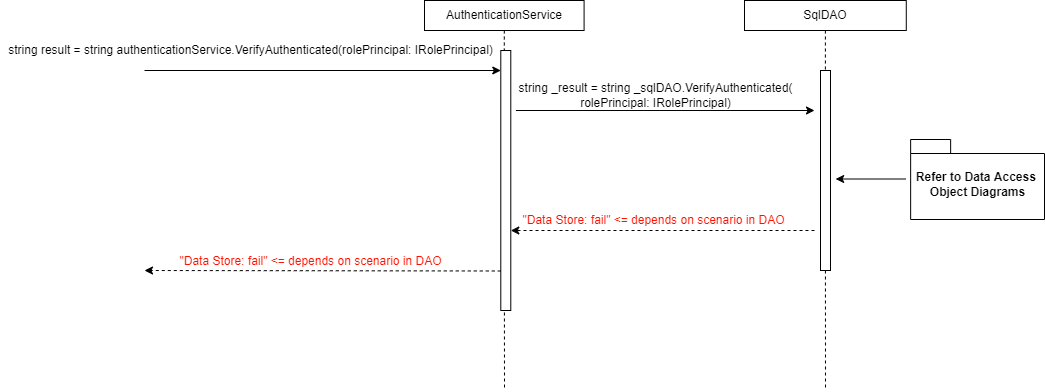 AuthenticationService
SqlDAO
string result = string authenticationService.VerifyAuthenticated(rolePrincipal: IRolePrincipal)
string _result = string _sqlDAO.VerifyAuthenticated(
rolePrincipal: IRolePrincipal)
Refer to Data Access
Object Diagrams
"Data Store: fail" <= depends on scenario in DAO
"Data Store: fail" <= depends on scenario in DAO